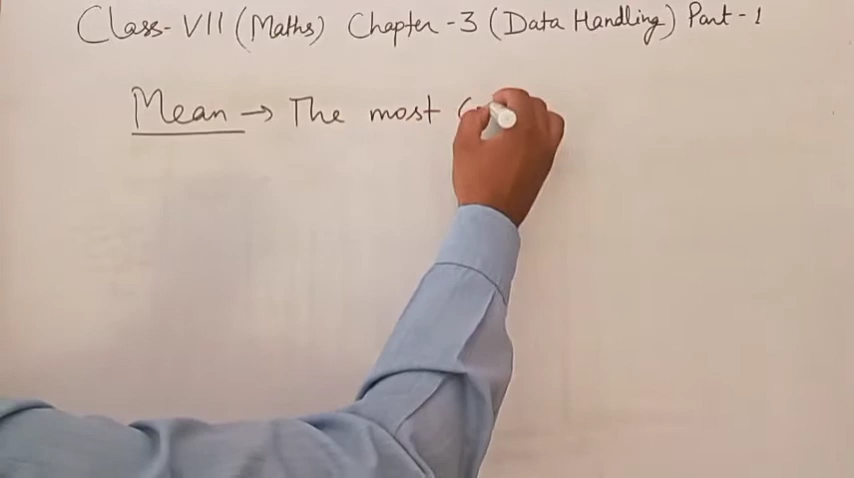 Class-VII (Maths) Chapter-3 (Data Handling) Part-1
Mean → The most